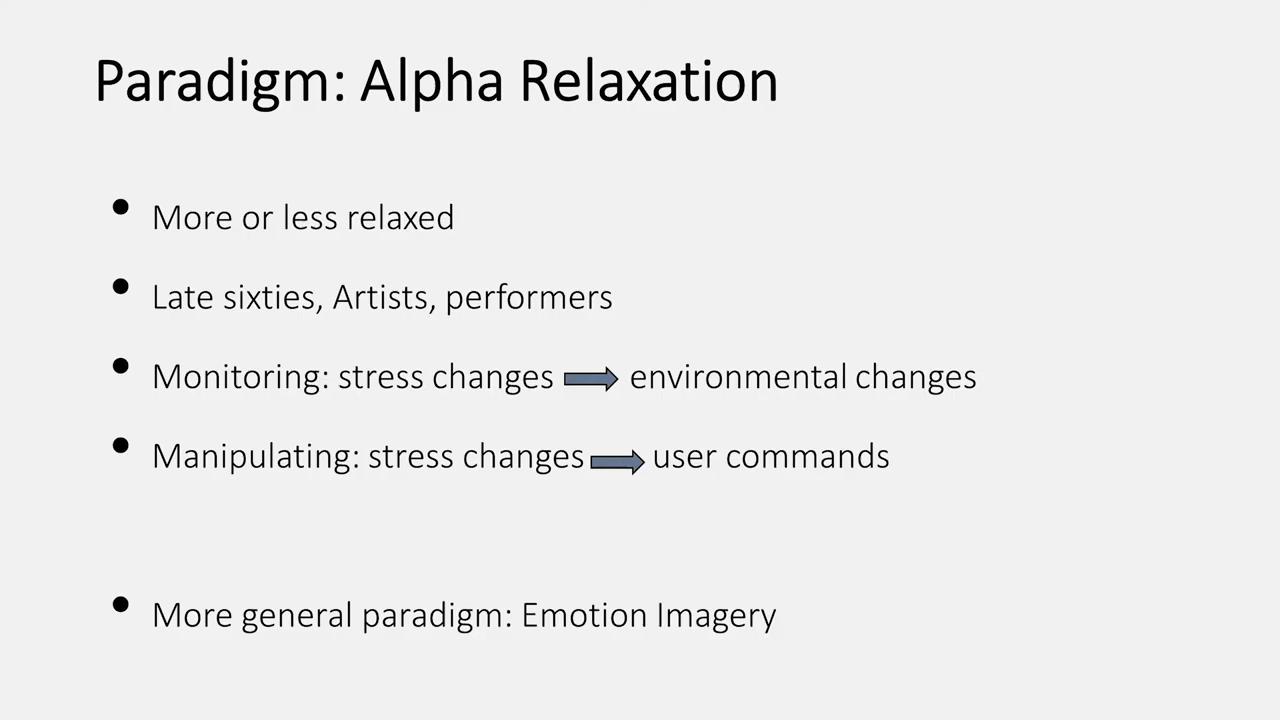 Paradigm: Alpha Relaxation
• More or less relaxed
• Late sixties, Artists, performers
• Monitoring: stress changes ➡ environmental changes
• Manipulating: stress changes ➡ user commands
• More general paradigm: Emotion Imagery